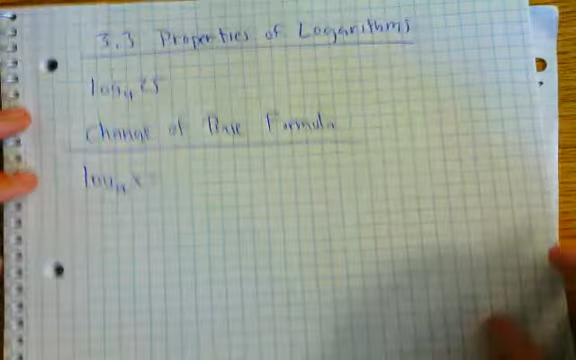 3.3 Properties of Logarithms
log₄ 25
Change of Base Formula
logₐ x =